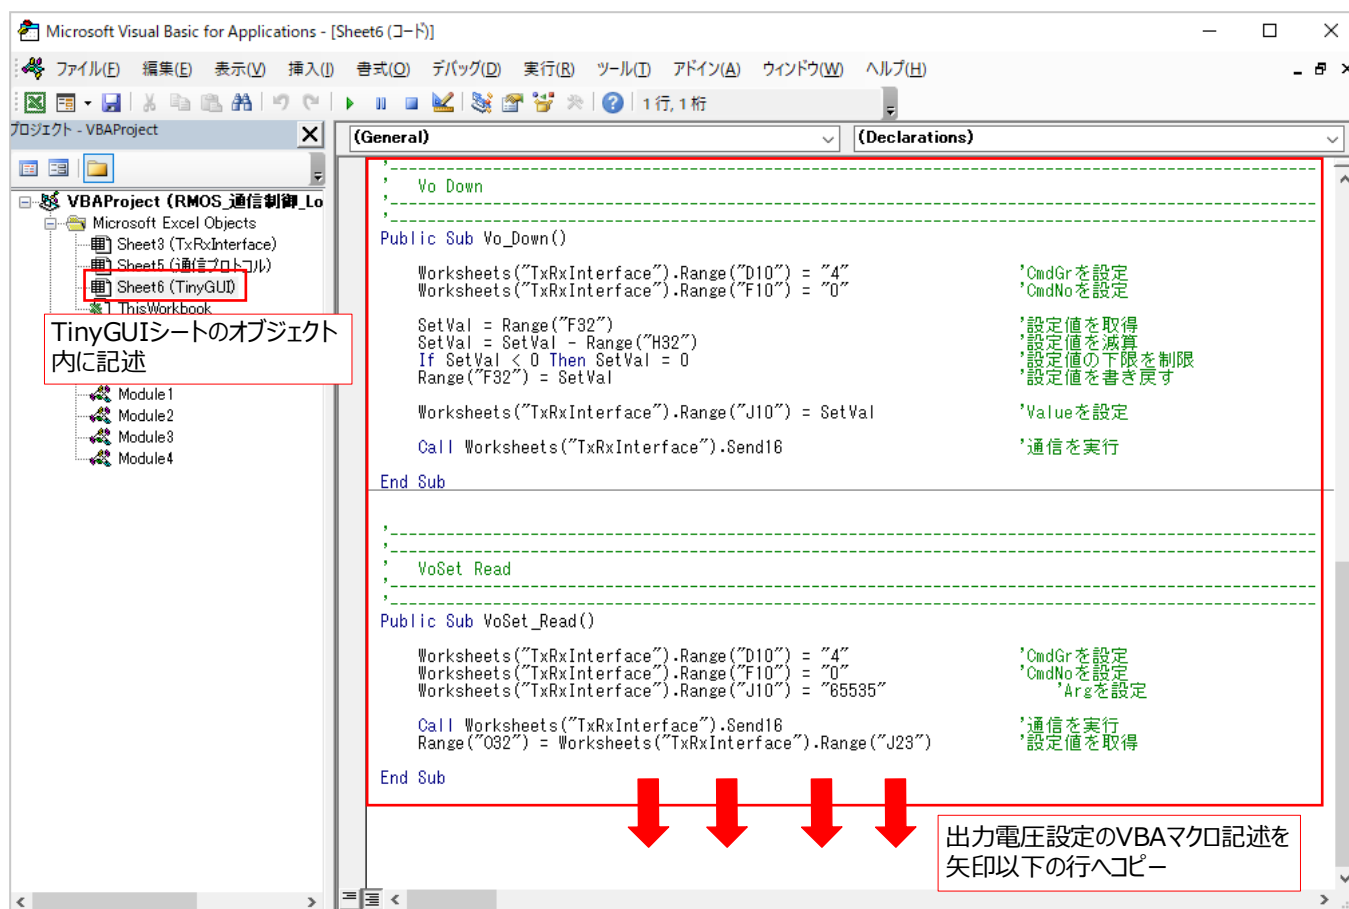 Microsoft Visual Basic for Applications - [Sheet6 (コード)]
ファイル(F) 編集(E) 表示(V) 挿入(I) 書式(O) デバッグ(D) 実行(R) ツール(T) アドイン(A) ウィンドウ(W) ヘルプ(H)
1 行, 1 桁
プロジェクト - VBAProject
(General)
(Declarations)
VBAProject (RMOS_通信制御_Lo
Microsoft Excel Objects
Sheet3 (TxRxInterface)
Sheet5 (通信プロトコル)
Sheet6 (TinyGUI)
ThisWorkbook
TinyGUIシートのオブジェクト
内に記述
Module1
Module2
Module3
Module4
'----------------------------------------
' Vo Down
'----------------------------------------
'----------------------------------------
Public Sub Vo_Down()
Worksheets("TxRxInterface").Range("D10") = "4" 'CmdGrを設定
Worksheets("TxRxInterface").Range("F10") = "0" 'CmdNoを設定
SetVal = Range("F32") '設定値を取得
SetVal = SetVal - Range("H32") '設定値を減算
If SetVal < 0 Then SetVal = 0 '設定値の下限を制限
Range("F32") = SetVal '設定値を書き戻す
Worksheets("TxRxInterface").Range("J10") = SetVal 'Valueを設定
Call Worksheets("TxRxInterface").Send16 '通信を実行
End Sub
'----------------------------------------
'----------------------------------------
' VoSet Read
'----------------------------------------
'----------------------------------------
Public Sub VoSet_Read()
Worksheets("TxRxInterface").Range("D10") = "4" 'CmdGrを設定
Worksheets("TxRxInterface").Range("F10") = "0" 'CmdNoを設定
Worksheets("TxRxInterface").Range("J10") = "65535" 'Argを設定
Call Worksheets("TxRxInterface").Send16 '通信を実行
Range("O32") = Worksheets("TxRxInterface").Range("J23") '設定値を取得
End Sub
出力電圧設定のVBAマクロ記述を
矢印以下の行へコピー